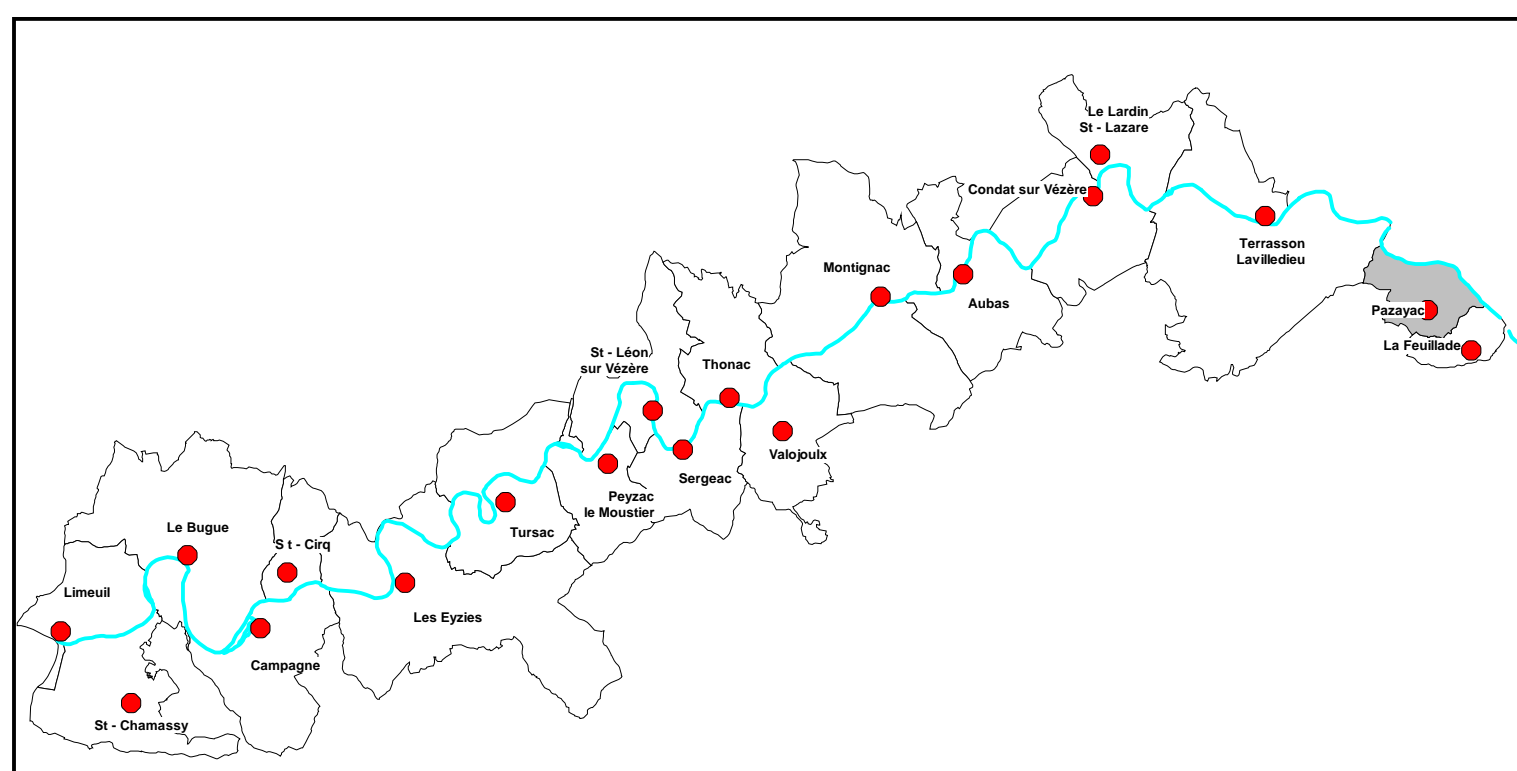 Le Lardin
St - Lazare
Condat sur Vézère
Terrasson
Lavilledieu
Montignac
Aubas
Pazayac
La Feuillade
St - Léon
sur Vézère
Thonac
Valojoulx
Sergeac
Peyzac
le Moustier
Tursac
Le Bugue
S t - Cirq
Limeuil
Les Eyzies
Campagne
St - Chamassy